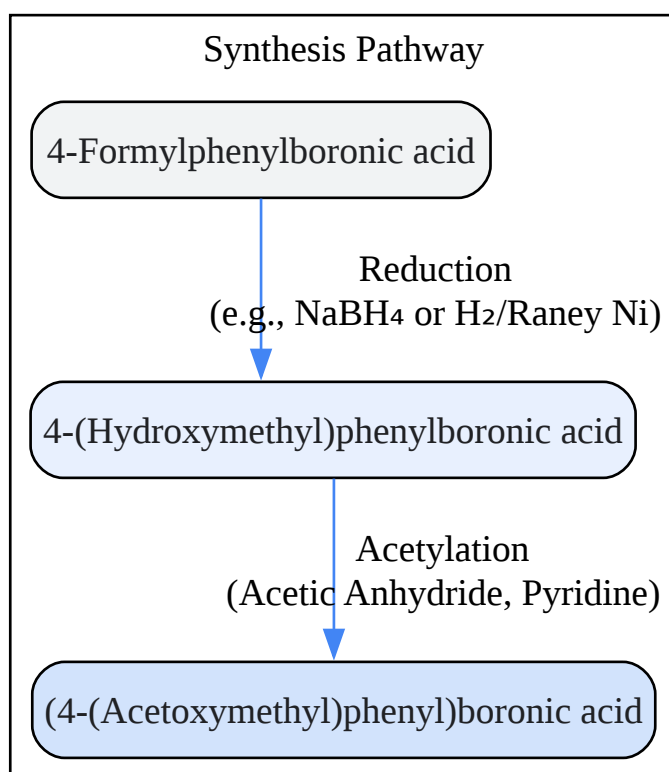 Synthesis Pathway
4-Formylphenylboronic acid
Reduction
(e.g., NaBH₄ or H₂/Raney Ni)
4-(Hydroxymethyl)phenylboronic acid
Acetylation
(Acetic Anhydride, Pyridine)
(4-(Acetoxymethyl)phenyl)boronic acid